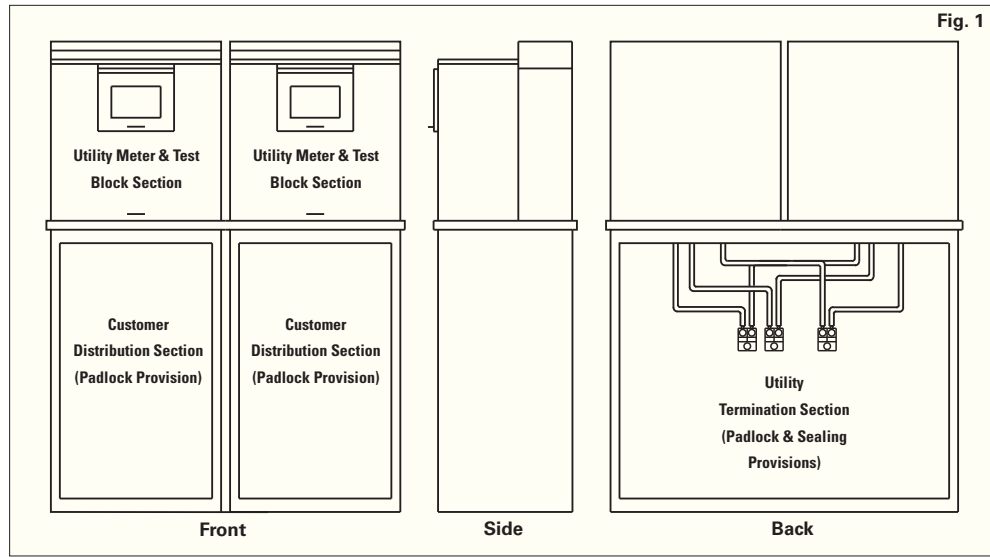 Fig. 1
Utility Meter & Test
Block Section
Utility Meter & Test
Block Section
Customer
Distribution Section
(Padlock Provision)
Customer
Distribution Section
(Padlock Provision)
Utility
Termination Section
(Padlock & Sealing
Provisions)
Front
Side
Back